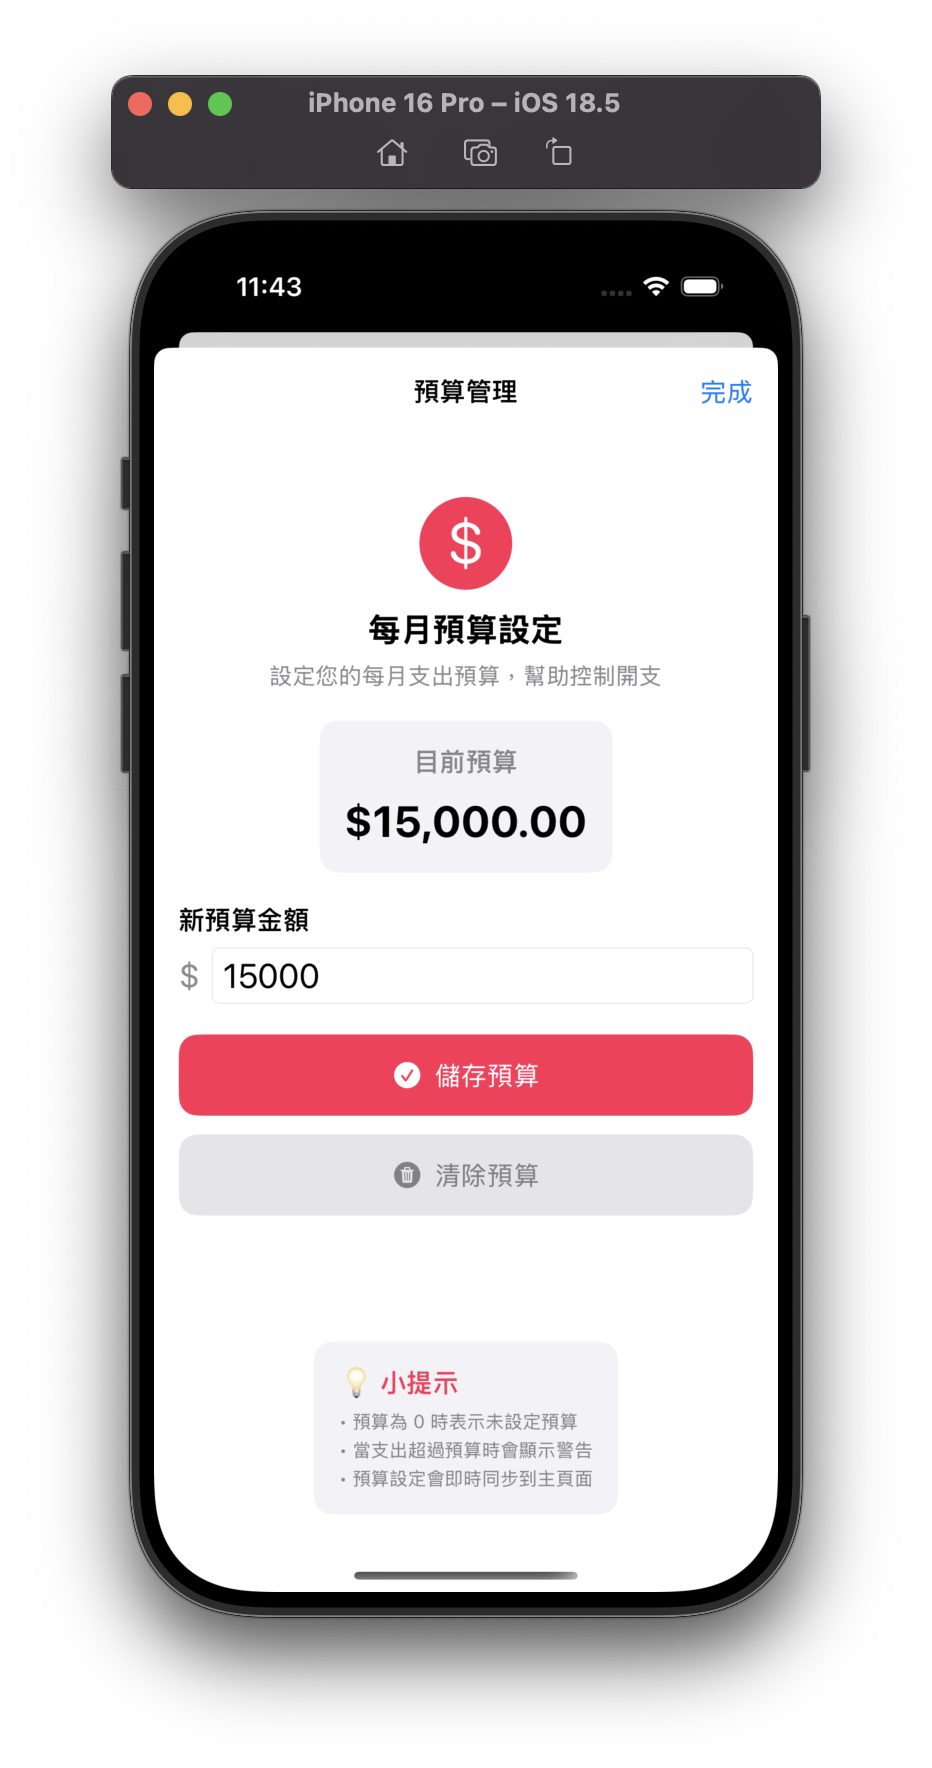 iPhone 16 Pro – iOS 18.5
11:43
預算管理
完成
$
每月預算設定
設定您的每月支出預算，幫助控制開支
目前預算
$15,000.00
新預算金額
$ 15000
儲存預算
清除預算
💡 小提示
• 預算為 0 時表示未設定預算
• 當支出超過預算時會顯示警告
• 預算設定會即時同步到主頁面